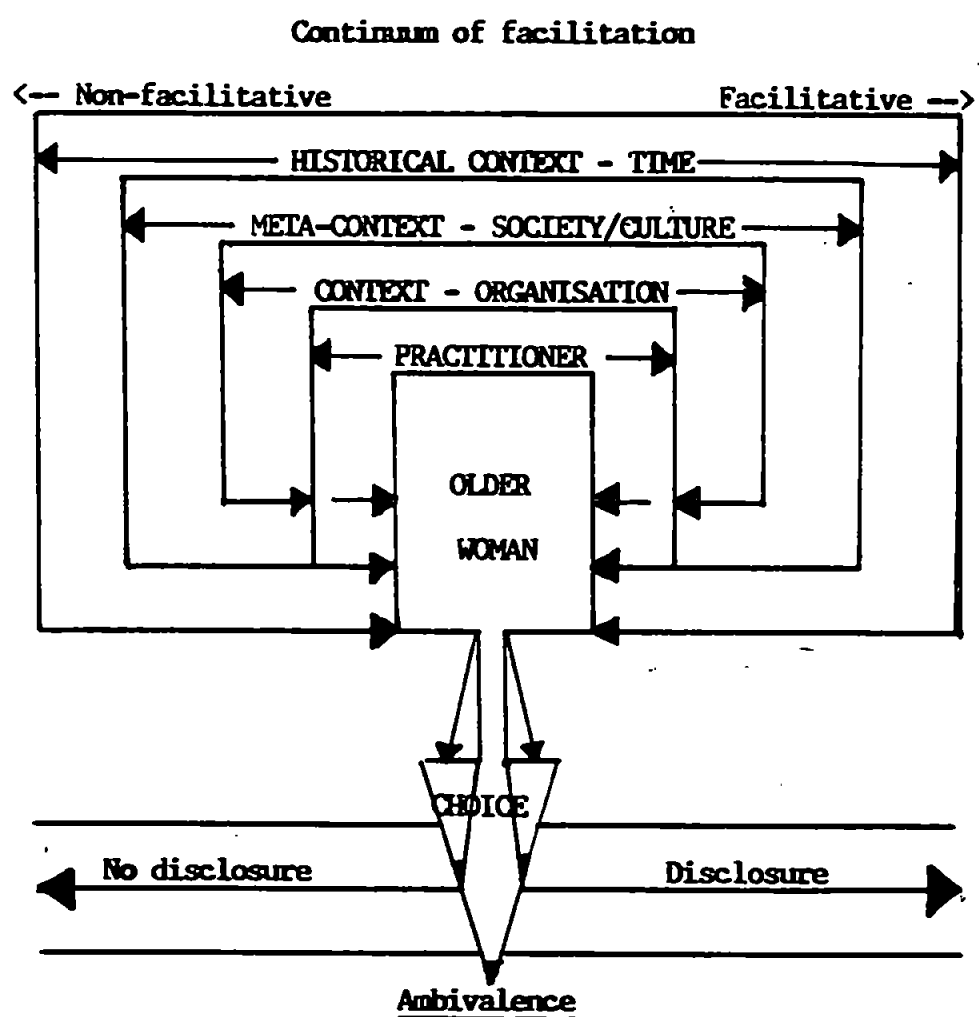 Continuum of facilitation
<-- Non-facilitative Facilitative -->
HISTORICAL CONTEXT - TIME
META-CONTEXT - SOCIETY/CULTURE
CONTEXT - ORGANISATION
PRACTITIONER
OLDER
WOMAN
CHOICE
No disclosure Disclosure
Ambivalence